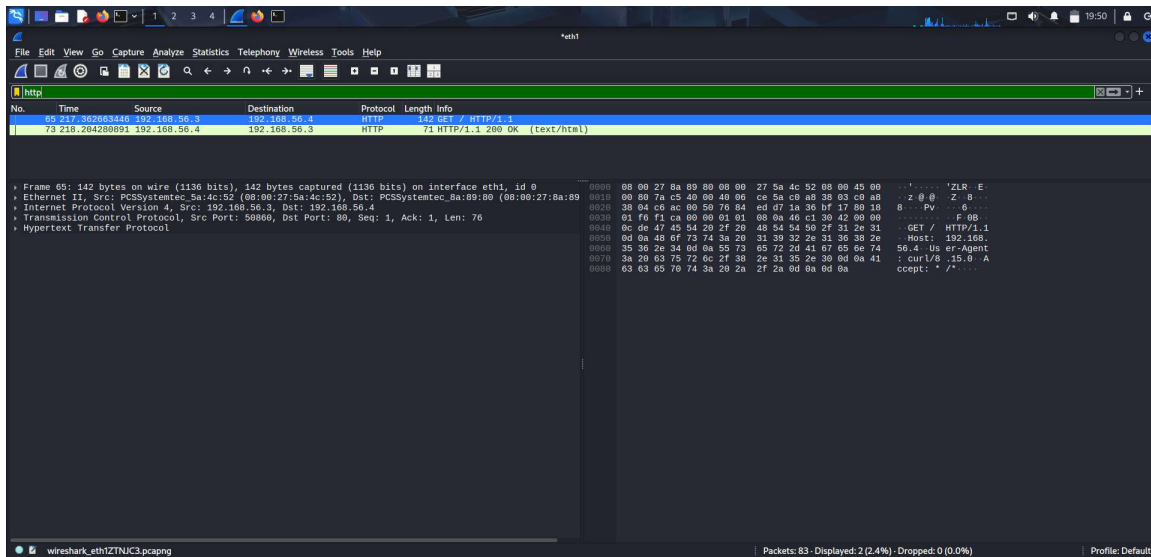 1 2 3 4 19:50
*eth1
File Edit View Go Capture Analyze Statistics Telephony Wireless Tools Help
http
No. Time Source Destination Protocol Length Info
65 217.362663446 192.168.56.3 192.168.56.4 HTTP 142 GET / HTTP/1.1
73 218.204280891 192.168.56.4 192.168.56.3 HTTP 71 HTTP/1.1 200 OK (text/html)
Frame 65: 142 bytes on wire (1136 bits), 142 bytes captured (1136 bits) on interface eth1, id 0
Ethernet II, Src: PCSSystemtec_5a:4c:52 (08:00:27:5a:4c:52), Dst: PCSSystemtec_8a:89:80 (08:00:27:8a:89
Internet Protocol Version 4, Src: 192.168.56.3, Dst: 192.168.56.4
Transmission Control Protocol, Src Port: 50860, Dst Port: 80, Seq: 1, Ack: 1, Len: 76
Hypertext Transfer Protocol
0000 08 00 27 8a 89 80 08 00 27 5a 4c 52 08 00 45 00 ··'····· 'ZLR··E·
0010 00 80 7a c5 40 00 40 06 ce 5a c0 a8 38 03 c0 a8 ··z·@·@· ·Z··8···
0020 38 04 c6 ac 00 50 76 84 ed d7 1a 36 bf 17 80 18 8····Pv· ···6····
0030 01 f6 f1 ca 00 00 01 01 08 0a 46 c1 30 42 00 00 ········ ··F·0B··
0040 0c de 47 45 54 20 2f 20 48 54 54 50 2f 31 2e 31 ··GET / HTTP/1.1
0050 0d 0a 48 6f 73 74 3a 20 31 39 32 2e 31 36 38 2e ··Host: 192.168.
0060 35 36 2e 34 0d 0a 55 73 65 72 2d 41 67 65 6e 74 56.4··Us er-Agent
0070 3a 20 63 75 72 6c 2f 38 2e 31 35 2e 30 0d 0a 41 : curl/8 .15.0··A
0080 63 63 65 70 74 3a 20 2a 2f 2a 0d 0a 0d 0a ccept: * /*····
wireshark_eth1ZTNJC3.pcapng Packets: 83 · Displayed: 2 (2.4%) · Dropped: 0 (0.0%) Profile: Default